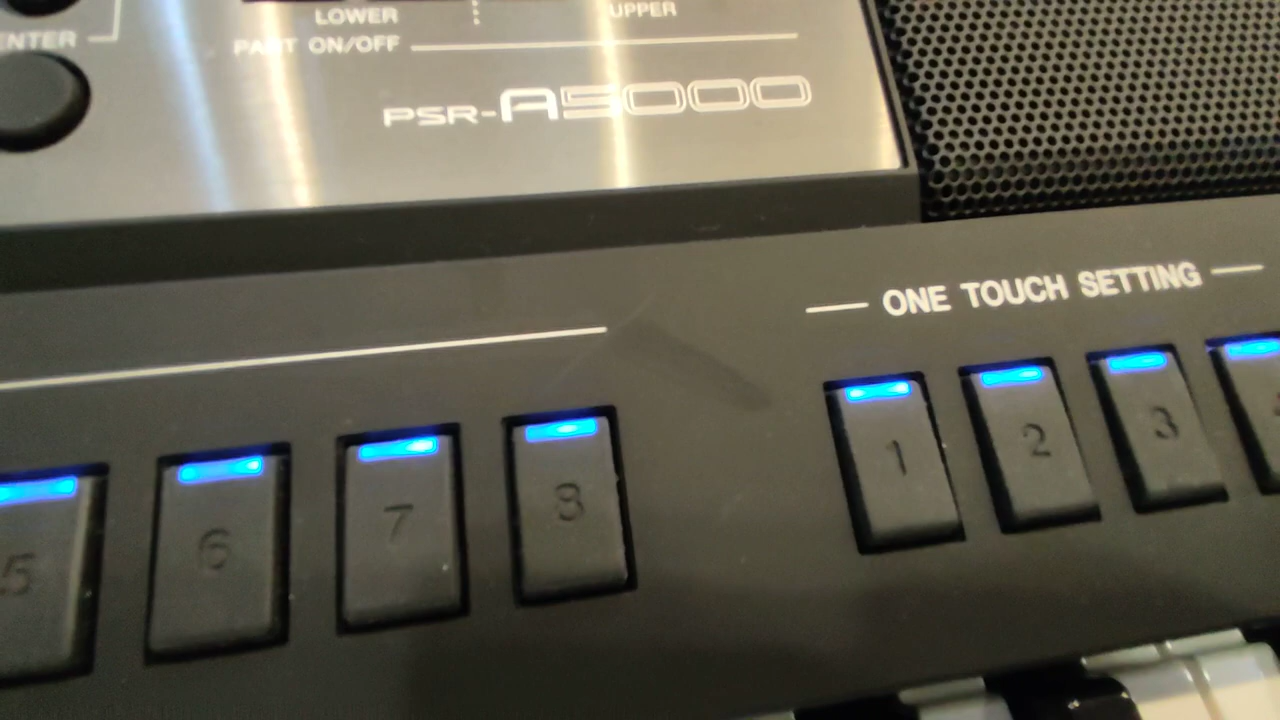 LOWER
UPPER
ENTER
PART ON/OFF
PSR-A5000
ONE TOUCH SETTING
5 6 7 8
1 2 3